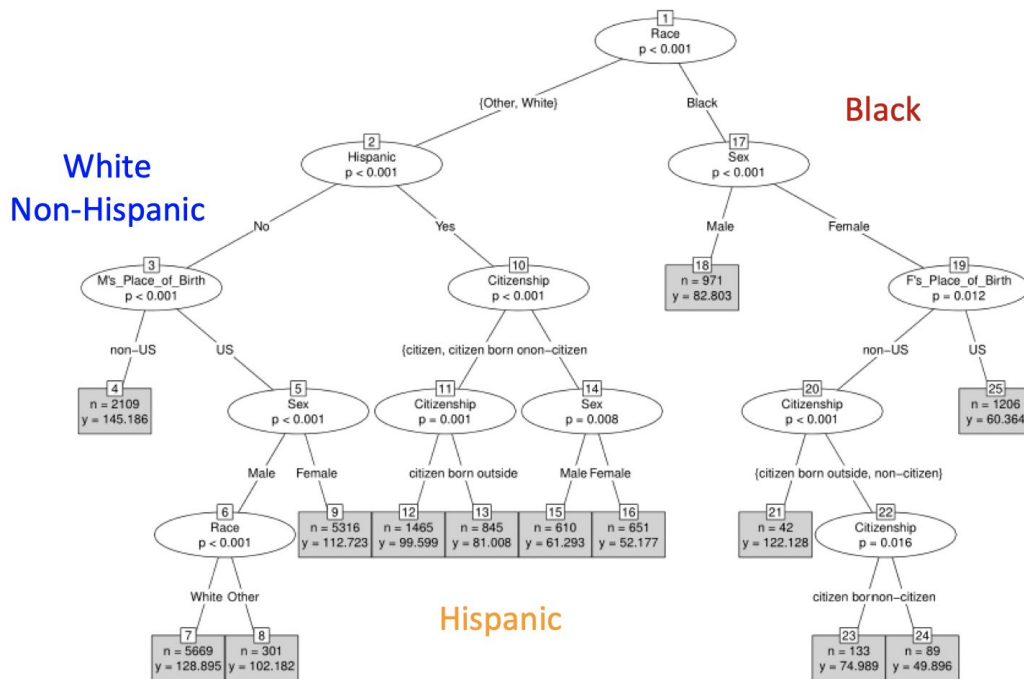 1
Race
p < 0.001
{Other, White}
Black
Black
2
Hispanic
p < 0.001
17
Sex
p < 0.001
White
Non-Hispanic
No
Yes
Male
Female
3
M's_Place_of_Birth
p < 0.001
10
Citizenship
p < 0.001
18
n = 971
y = 82.803
19
F's_Place_of_Birth
p = 0.012
non−US
US
{citizen, citizen born o
non−citizen
non−US
US
4
n = 2109
y = 145.186
5
Sex
p < 0.001
11
Citizenship
p = 0.001
14
Sex
p = 0.008
20
Citizenship
p < 0.001
25
n = 1206
y = 60.364
Male
Female
citizen born outside
Male
Female
{citizen born outside, non−citizen}
6
Race
p < 0.001
9
n = 5316
y = 112.723
12
n = 1465
y = 99.599
13
n = 845
y = 81.008
15
n = 610
y = 61.293
16
n = 651
y = 52.177
21
n = 42
y = 122.128
22
Citizenship
p = 0.016
White
Other
Hispanic
citizen bor
non−citizen
7
n = 5669
y = 128.895
8
n = 301
y = 102.182
23
n = 133
y = 74.989
24
n = 89
y = 49.896